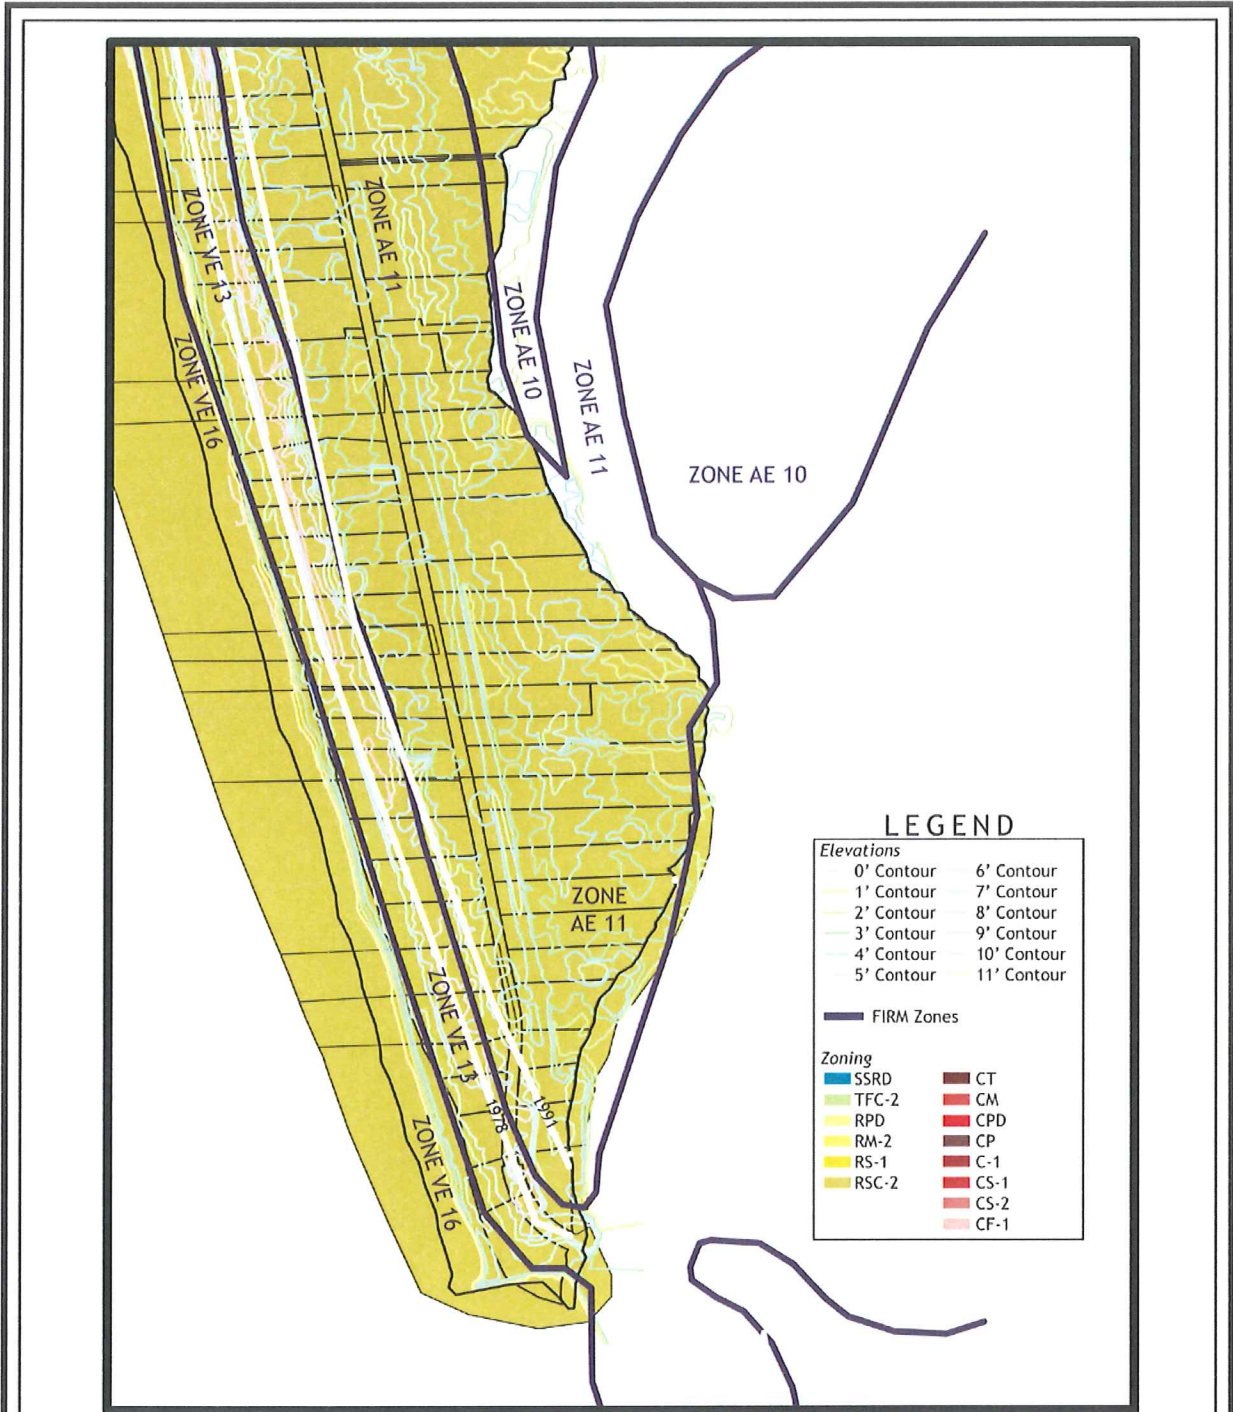 ZONE VE 13
ZONE AE 11
ZONE VE 16
ZONE AE 10
ZONE AE 11
ZONE AE 10
ZONE
AE 11
ZONE VE 13
1978
1991
ZONE VE 16
LEGEND
Elevations
0' Contour 6' Contour
1' Contour 7' Contour
2' Contour 8' Contour
3' Contour 9' Contour
4' Contour 10' Contour
5' Contour 11' Contour
FIRM Zones
Zoning
SSRD CT
TFC-2 CM
RPD CPD
RM-2 CP
RS-1 C-1
RSC-2 CS-1
CS-2
CF-1